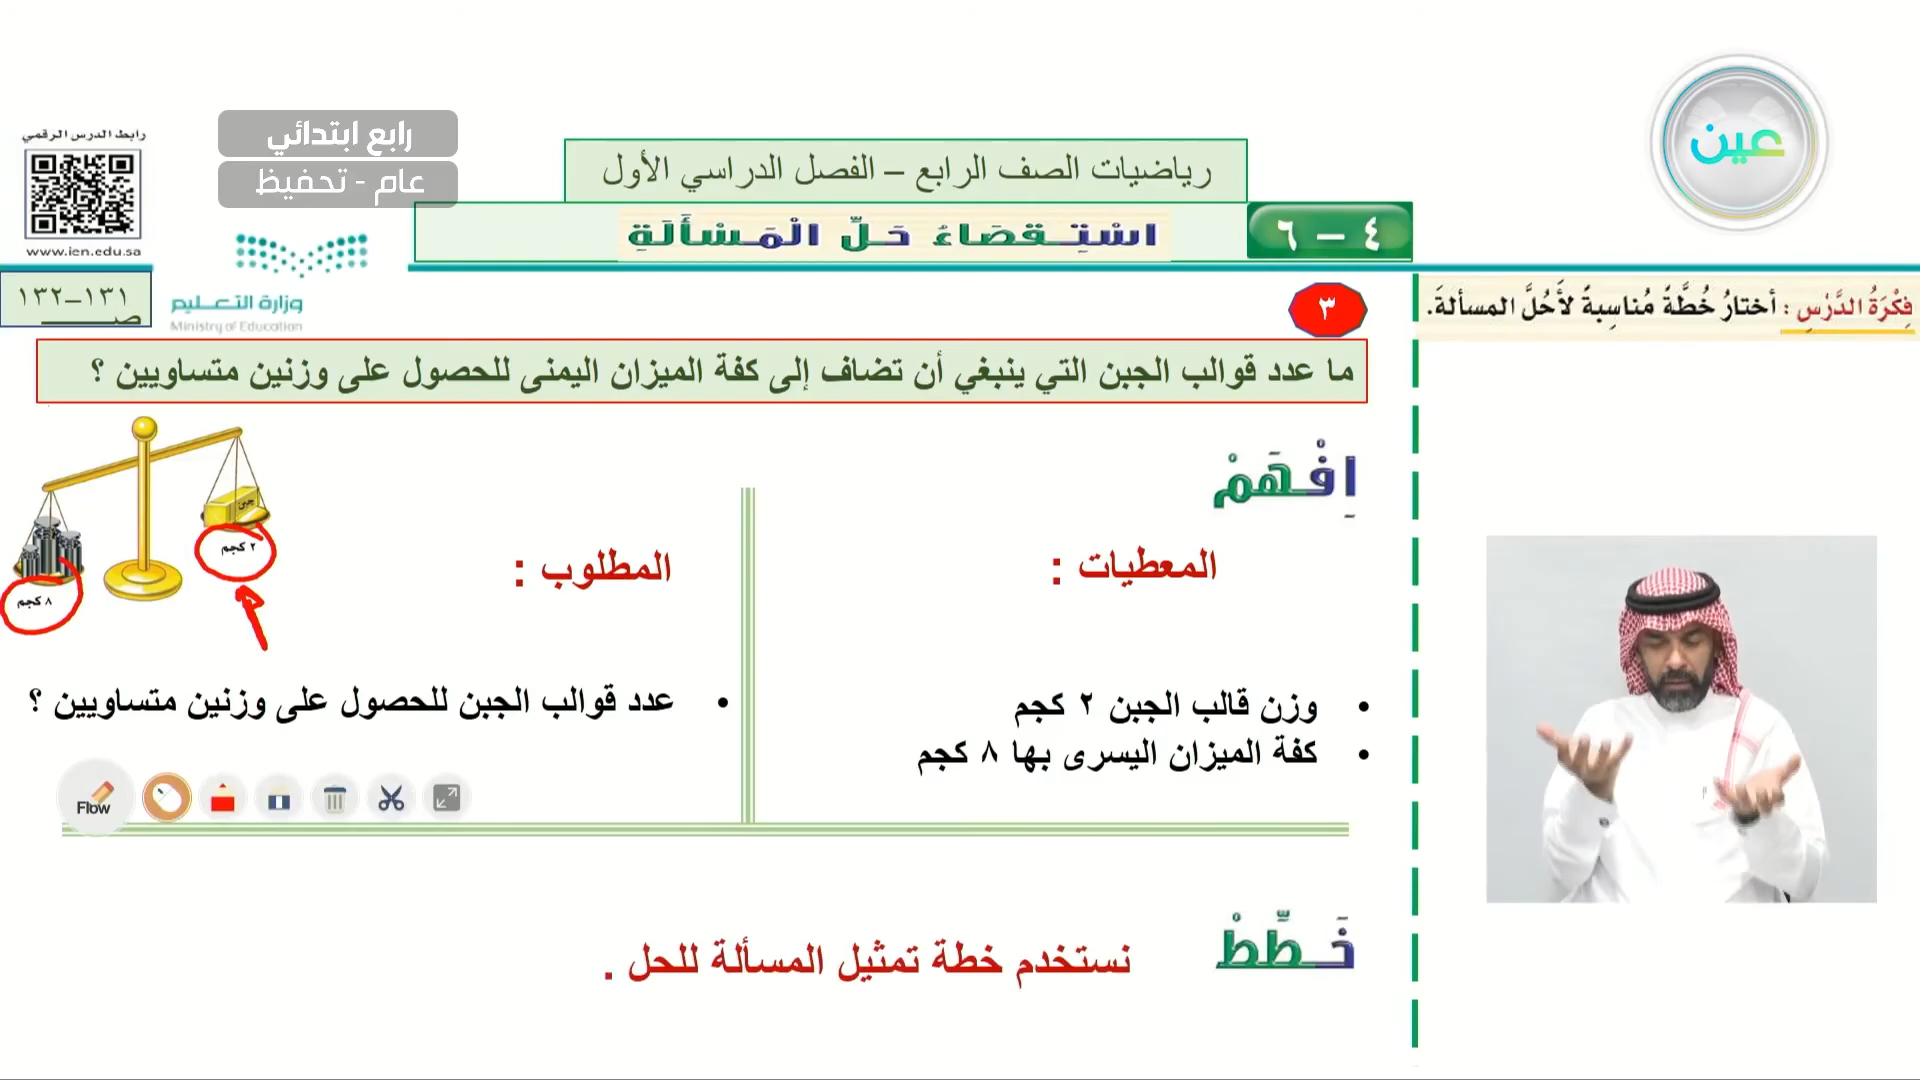 عين
رابط الدرس الرقمي
www.ien.edu.sa
رابع ابتدائي
عام - تحفيظ
رياضيات الصف الرابع – الفصل الدراسي الأول
٤ – ٦
اسْتِقصَاءُ حَلِّ الْمَسْأَلَةِ
وزارة التعليم
Ministry of Education
ص ١٣١–١٣٢
فِكْرَةُ الدَّرْسِ : أختارُ خُطَّةً مُناسِبةً لأَحُلَّ المسألةَ.
٣
ما عدد قوالب الجبن التي ينبغي أن تضاف إلى كفة الميزان اليمنى للحصول على وزنين متساويين ؟
جبن
٢ كجم
٨ كجم
اِفْهَمْ
المعطيات :
• وزن قالب الجبن ٢ كجم
• كفة الميزان اليسرى بها ٨ كجم
المطلوب :
• عدد قوالب الجبن للحصول على وزنين متساويين ؟
Flow
خَطِّطْ
نستخدم خطة تمثيل المسألة للحل .